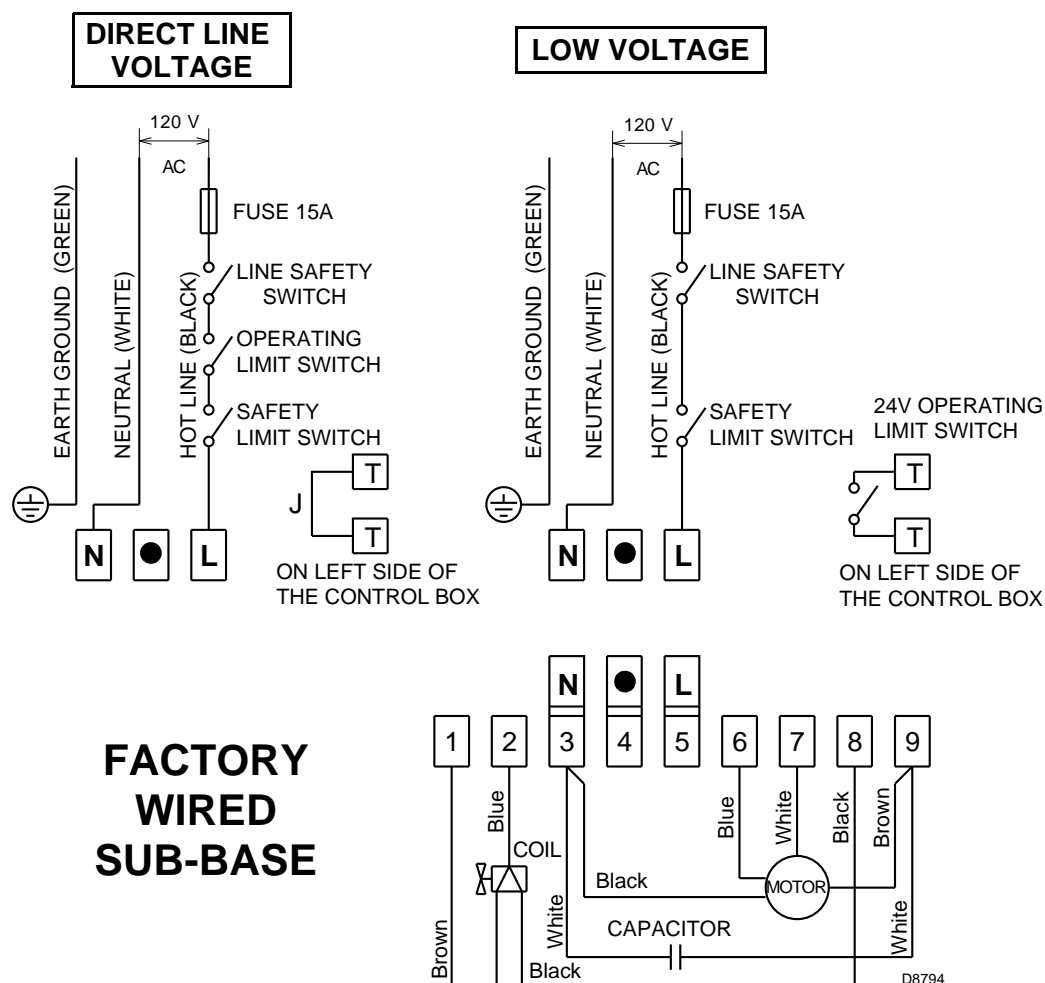 DIRECT LINE
VOLTAGE
120 V
AC
EARTH GROUND (GREEN)
NEUTRAL (WHITE)
HOT LINE (BLACK)
FUSE 15A
LINE SAFETY
SWITCH
OPERATING
LIMIT SWITCH
SAFETY
LIMIT SWITCH
J
T
T
N
L
ON LEFT SIDE OF
THE CONTROL BOX
LOW VOLTAGE
120 V
AC
EARTH GROUND (GREEN)
NEUTRAL (WHITE)
HOT LINE (BLACK)
FUSE 15A
LINE SAFETY
SWITCH
SAFETY
LIMIT SWITCH
24V OPERATING
LIMIT SWITCH
T
T
N
L
ON LEFT SIDE OF
THE CONTROL BOX
FACTORY
WIRED
SUB-BASE
N
L
1 2 3 4 5 6 7 8 9
Blue
Blue
White
Black
Brown
COIL
Black
MOTOR
White
CAPACITOR
White
Brown
Black
D8794